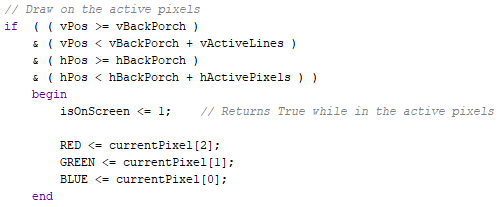 // Draw on the active pixels
if ( ( vPos >= vBackPorch )
& ( vPos < vBackPorch + vActiveLines )
& ( hPos >= hBackPorch )
& ( hPos < hBackPorch + hActivePixels ) )
begin
isOnScreen <= 1; // Returns True while in the active pixels
RED <= currentPixel[2];
GREEN <= currentPixel[1];
BLUE <= currentPixel[0];
end